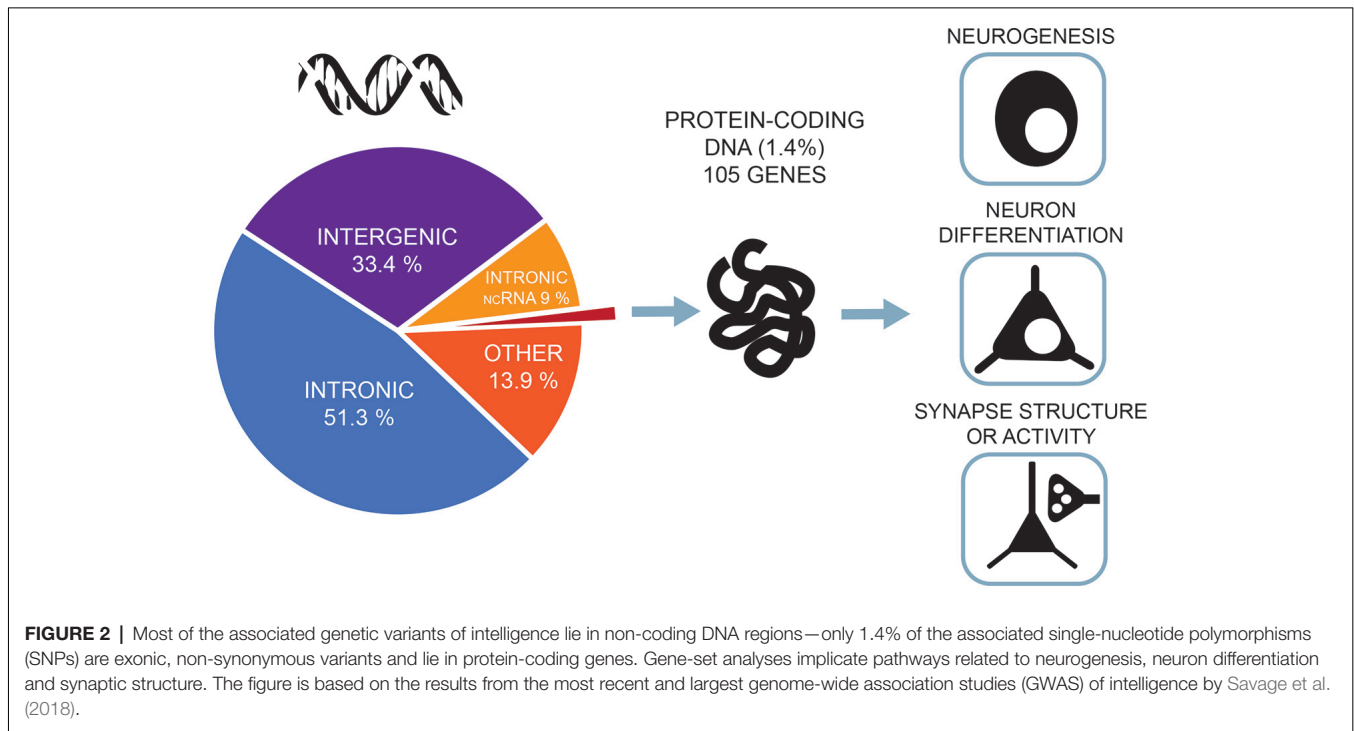 NEUROGENESIS
PROTEIN-CODING
DNA (1.4%)
105 GENES
INTERGENIC
33.4 %
INTRONIC
NCRNA 9 %
OTHER
13.9 %
INTRONIC
51.3 %
NEURON
DIFFERENTIATION
SYNAPSE STRUCTURE
OR ACTIVITY
FIGURE 2 | Most of the associated genetic variants of intelligence lie in non-coding DNA regions—only 1.4% of the associated single-nucleotide polymorphisms
(SNPs) are exonic, non-synonymous variants and lie in protein-coding genes. Gene-set analyses implicate pathways related to neurogenesis, neuron differentiation
and synaptic structure. The figure is based on the results from the most recent and largest genome-wide association studies (GWAS) of intelligence by Savage et al.
(2018).